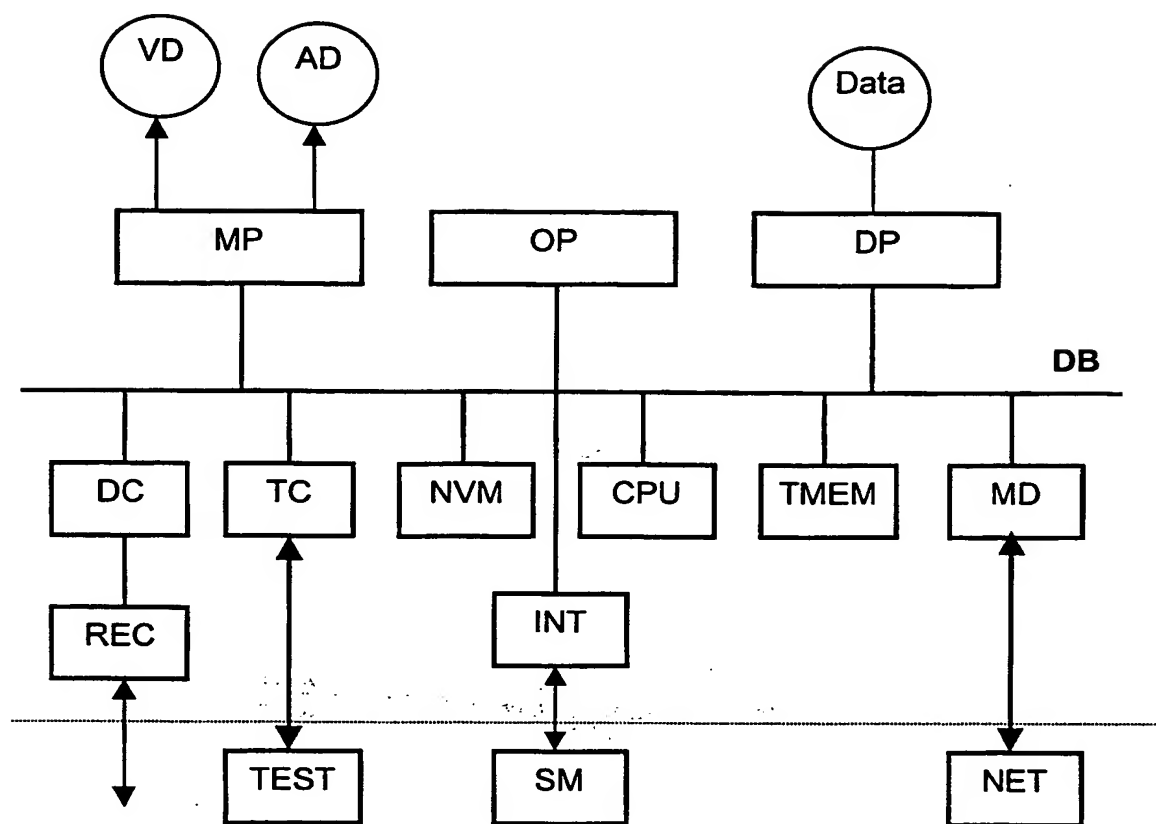 VD
AD
Data
MP
OP
DP
DB
DC
TC
NVM
CPU
TMEM
MD
REC
INT
TEST
SM
NET